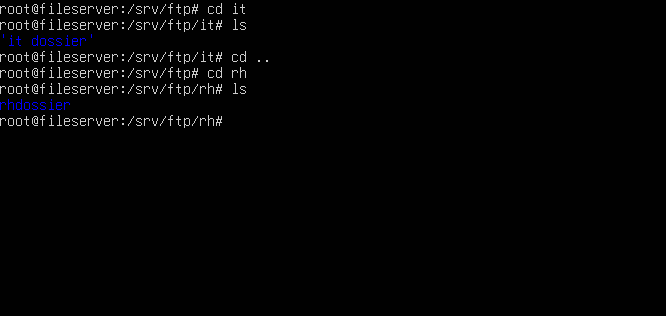 root@fileserver:/srv/ftp# cd it
root@fileserver:/srv/ftp/it# ls
'it dossier'
root@fileserver:/srv/ftp/it# cd ..
root@fileserver:/srv/ftp# cd rh
root@fileserver:/srv/ftp/rh# ls
rhdossier
root@fileserver:/srv/ftp/rh#